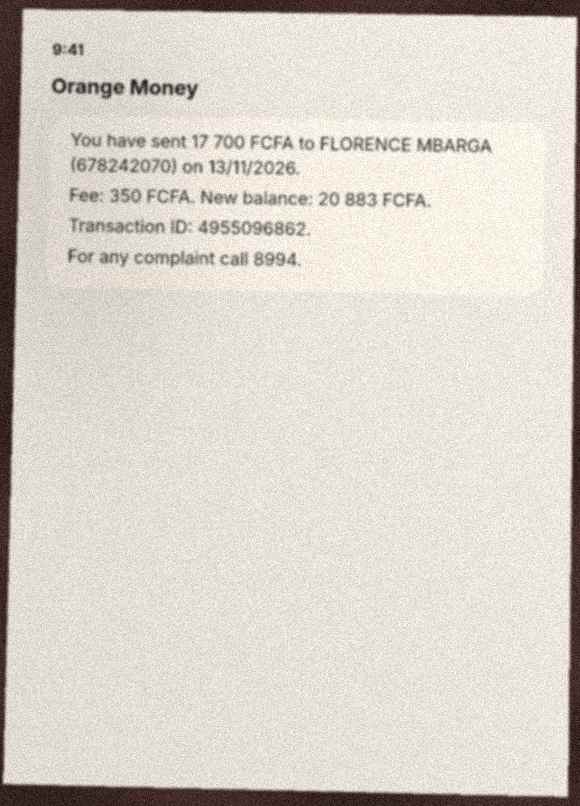 9:41
Orange Money
You have sent 17 700 FCFA to FLORENCE MBARGA
(678242070) on 13/11/2026.
Fee: 350 FCFA. New balance: 20 883 FCFA.
Transaction ID: 4955096862.
For any complaint call 8994.